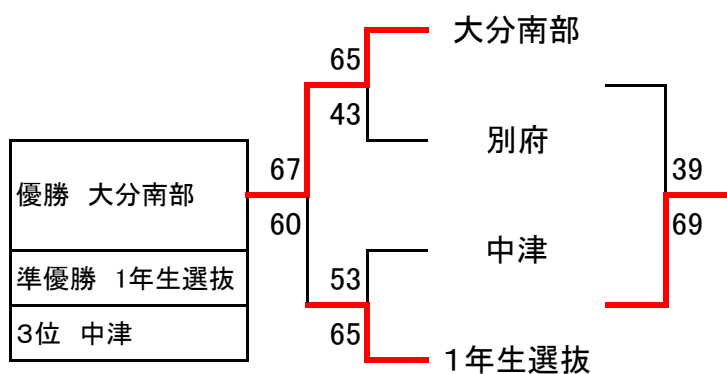 大分南部
65
43
別府
67
39
優勝 大分南部
60
69
中津
準優勝 1年生選抜
53
3位 中津
65
1年生選抜